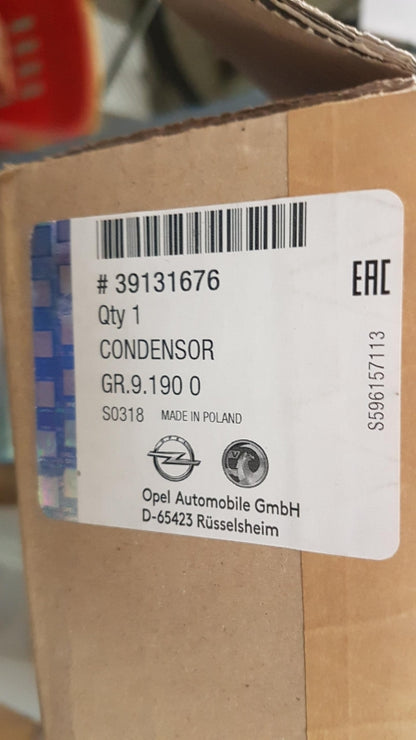 # 39131676
EAC
Qty 1
CONDENSOR
GR.9.190 0
S0318 MADE IN POLAND
S596157113
Opel Automobile GmbH
D-65423 Rüsselsheim